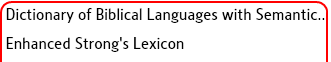 Dictionary of Biblical Languages with Semantic..
Enhanced Strong's Lexicon